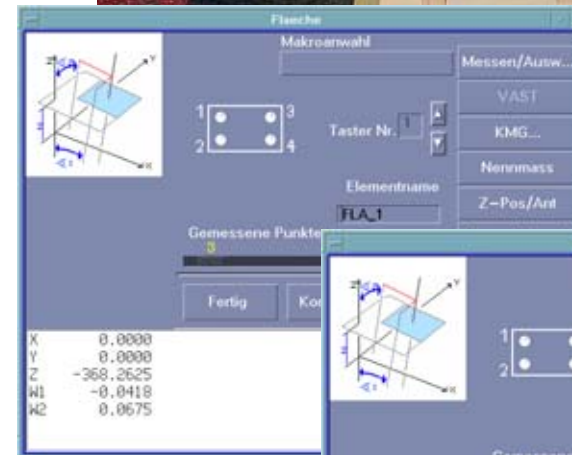 Flaeche
Makroanwahl
Messen/Ausw...
VAST
1 3
2 4
Taster Nr. 1
KMG...
Nennmass
Elementname
Z-Pos/Ant
FLA_1
Gemessene Punkte
3
Fertig
X 0.0000
Y 0.0000
Z -368.2625
W1 -0.0418
W2 0.0675
1
2